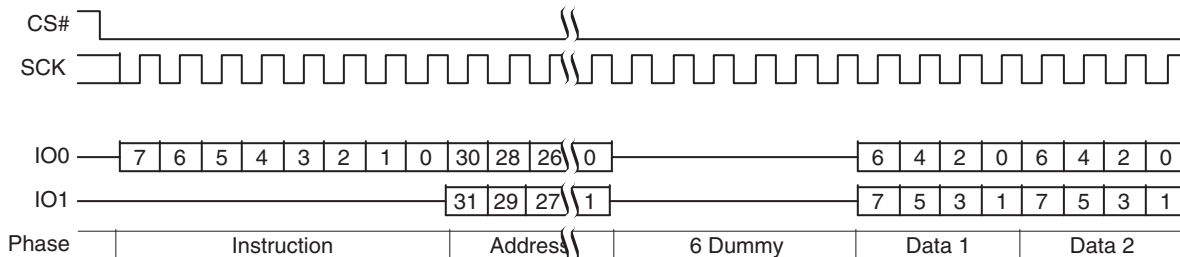 CS#
SCK
IO0 7 6 5 4 3 2 1 0 30 28 26 0 6 4 2 0 6 4 2 0
IO1 31 29 27 1 7 5 3 1 7 5 3 1
Phase Instruction Address 6 Dummy Data 1 Data 2